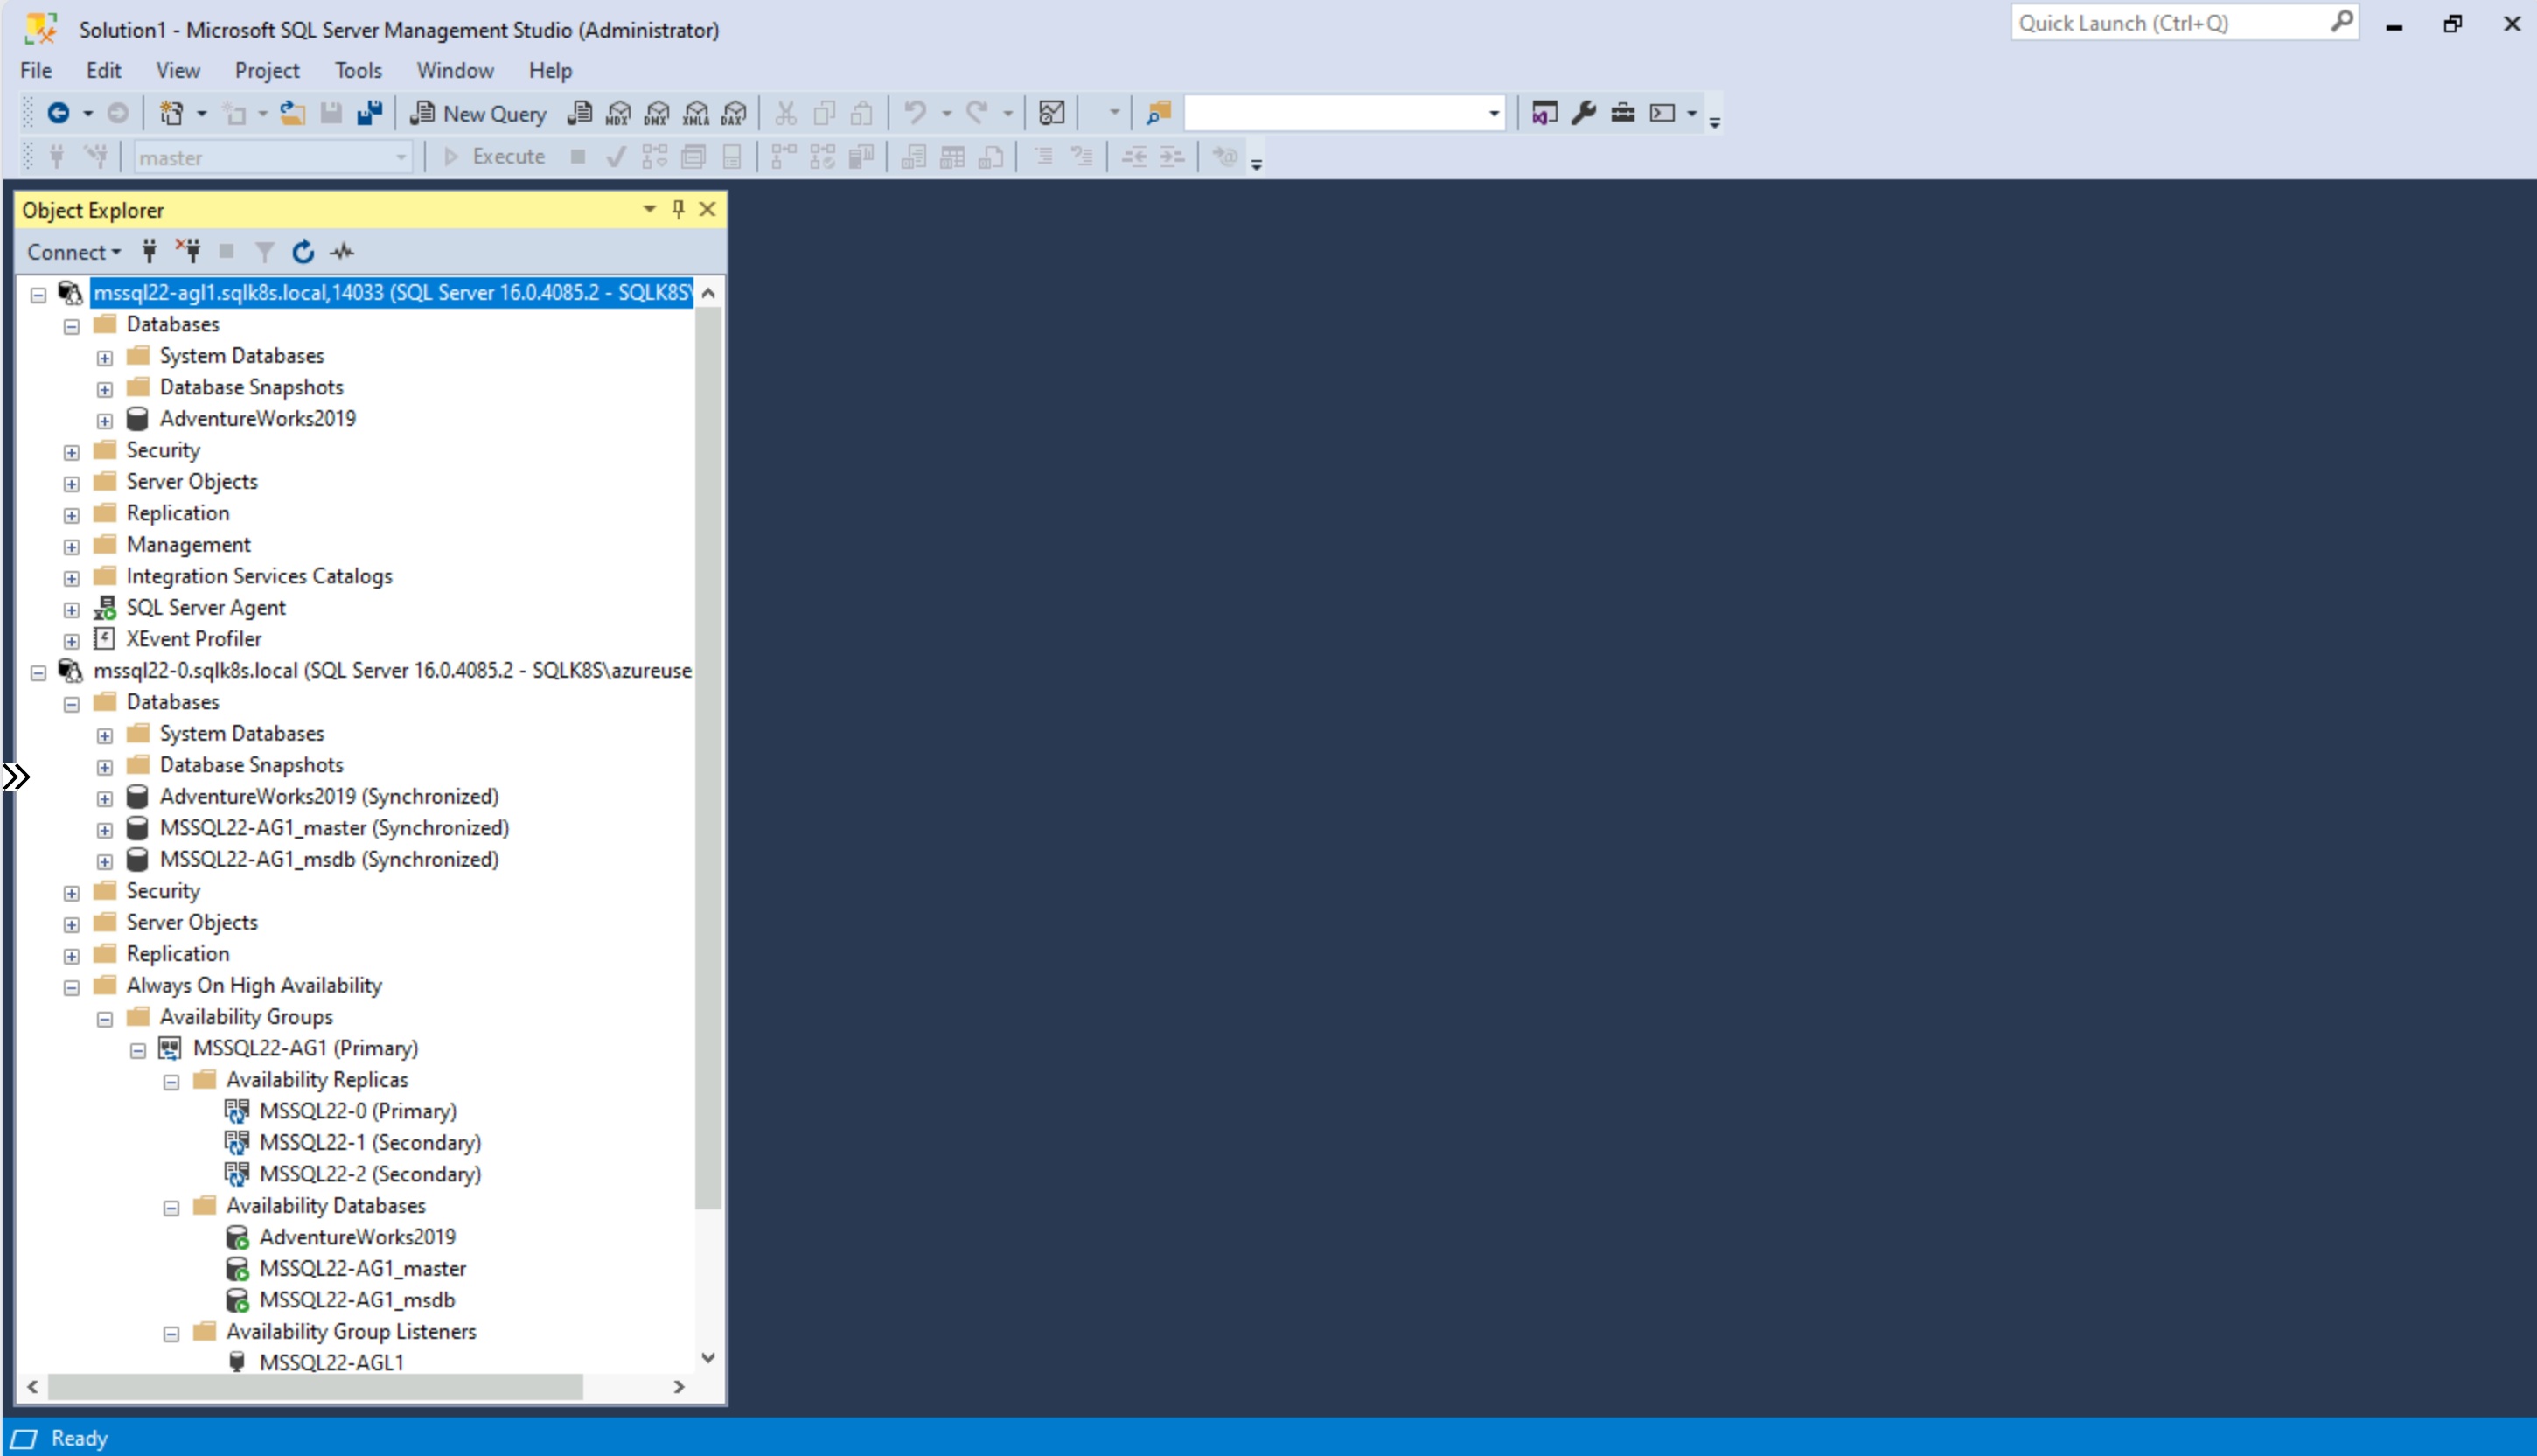 Solution1 - Microsoft SQL Server Management Studio (Administrator)
Quick Launch (Ctrl+Q)
File Edit View Project Tools Window Help
New Query MDX DMX XMLA DAX
master Execute
Object Explorer
Connect
mssql22-agl1.sqlk8s.local,14033 (SQL Server 16.0.4085.2 - SQLK8S\
Databases
System Databases
Database Snapshots
AdventureWorks2019
Security
Server Objects
Replication
Management
Integration Services Catalogs
SQL Server Agent
XEvent Profiler
mssql22-0.sqlk8s.local (SQL Server 16.0.4085.2 - SQLK8S\azureuse
Databases
System Databases
Database Snapshots
AdventureWorks2019 (Synchronized)
MSSQL22-AG1_master (Synchronized)
MSSQL22-AG1_msdb (Synchronized)
Security
Server Objects
Replication
Always On High Availability
Availability Groups
MSSQL22-AG1 (Primary)
Availability Replicas
MSSQL22-0 (Primary)
MSSQL22-1 (Secondary)
MSSQL22-2 (Secondary)
Availability Databases
AdventureWorks2019
MSSQL22-AG1_master
MSSQL22-AG1_msdb
Availability Group Listeners
MSSQL22-AGL1
Ready